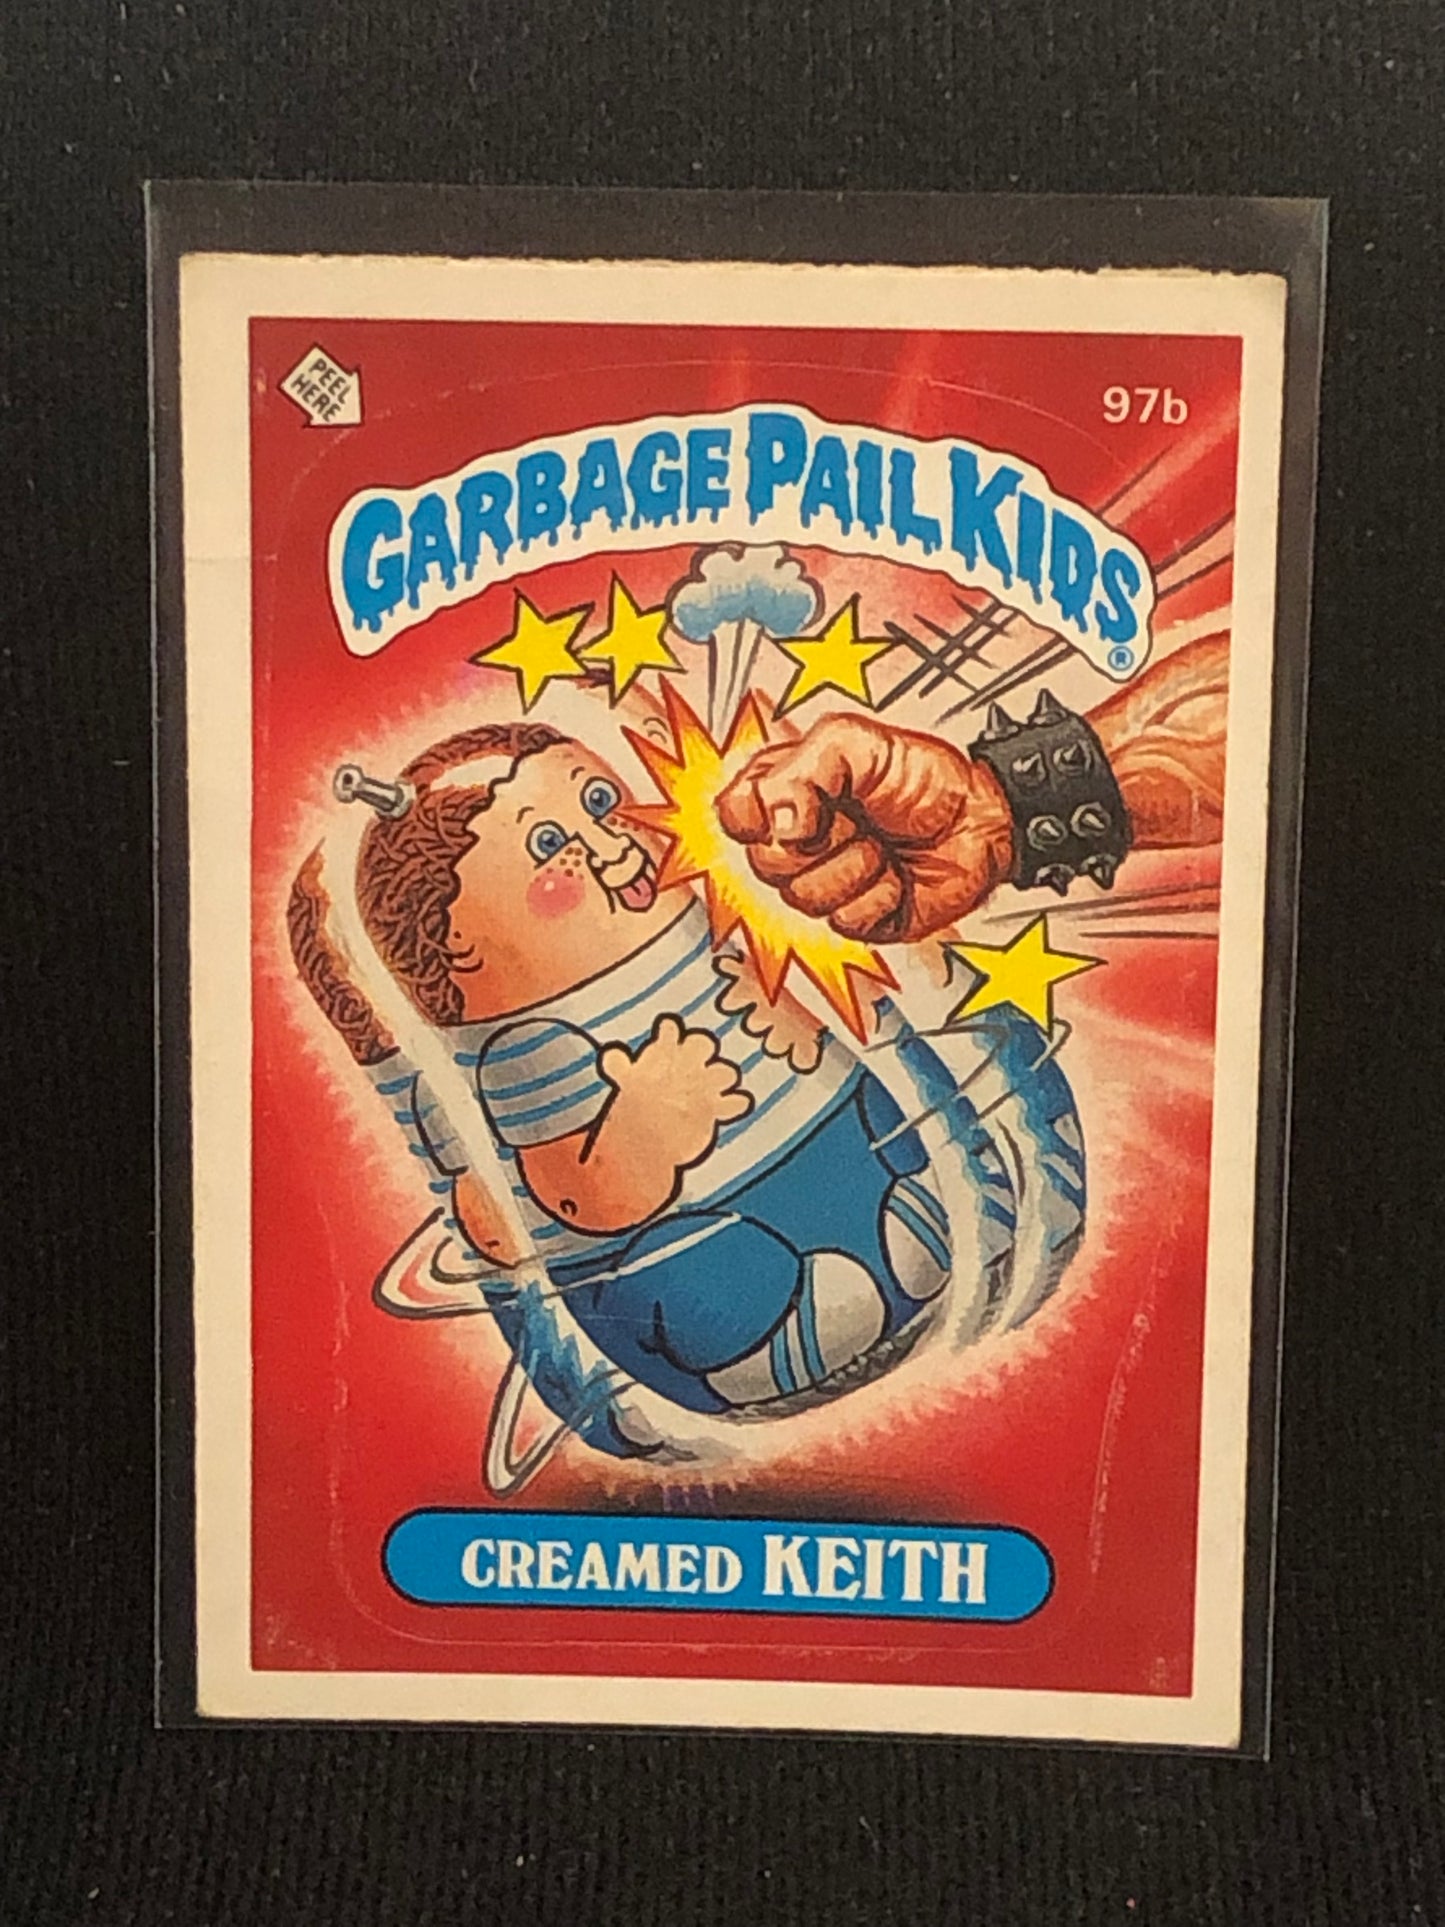 PEEL
HERE
97b
GARBAGE PAIL KIDS
®
CREAMED KEITH